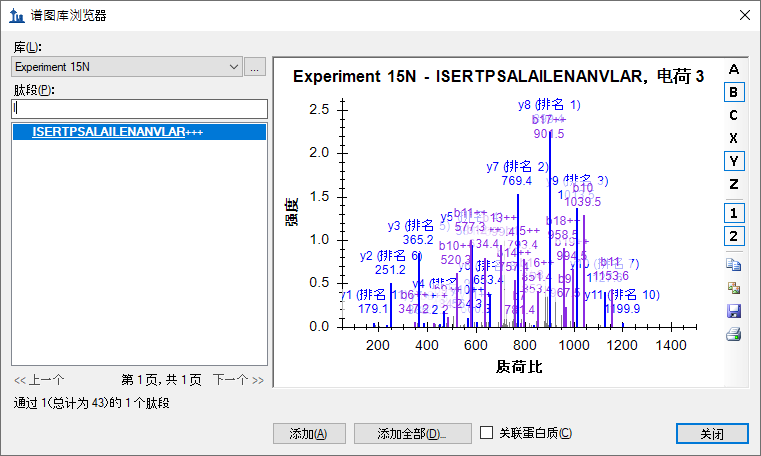 谱图库浏览器
库(L):
Experiment 15N
...
肽段(P):
I
ISERTPSALAILENANVLAR+++
<< 上一个
第 1 页, 共 1 页
下一个 >>
通过 1(总计为 43)的 1 个肽段
Experiment 15N - ISERTPSALAILENANVLAR, 电荷 3
强度
2.5
2.0
1.5
1.0
0.5
0.0
y8 (排名 1)
b17++
901.5
y7 (排名 2)
769.4
y9 (排名 3)
b10
1039.5
y3 (排名
365.2
y5
b11++
577.3
y2 (排名 6)
251.2
b10++
520.3
b18++
958.5
994.5
793.4
b14++
757.4
653.4
b11
1153.6
y1 (排名
179.1
b6++
781.4
b9
y11 (排名 10)
1199.9
200
400
600
800
1000
1200
1400
质荷比
A
B
C
X
Y
Z
1
2
添加(A)
添加全部(D)...
关联蛋白质(C)
关闭